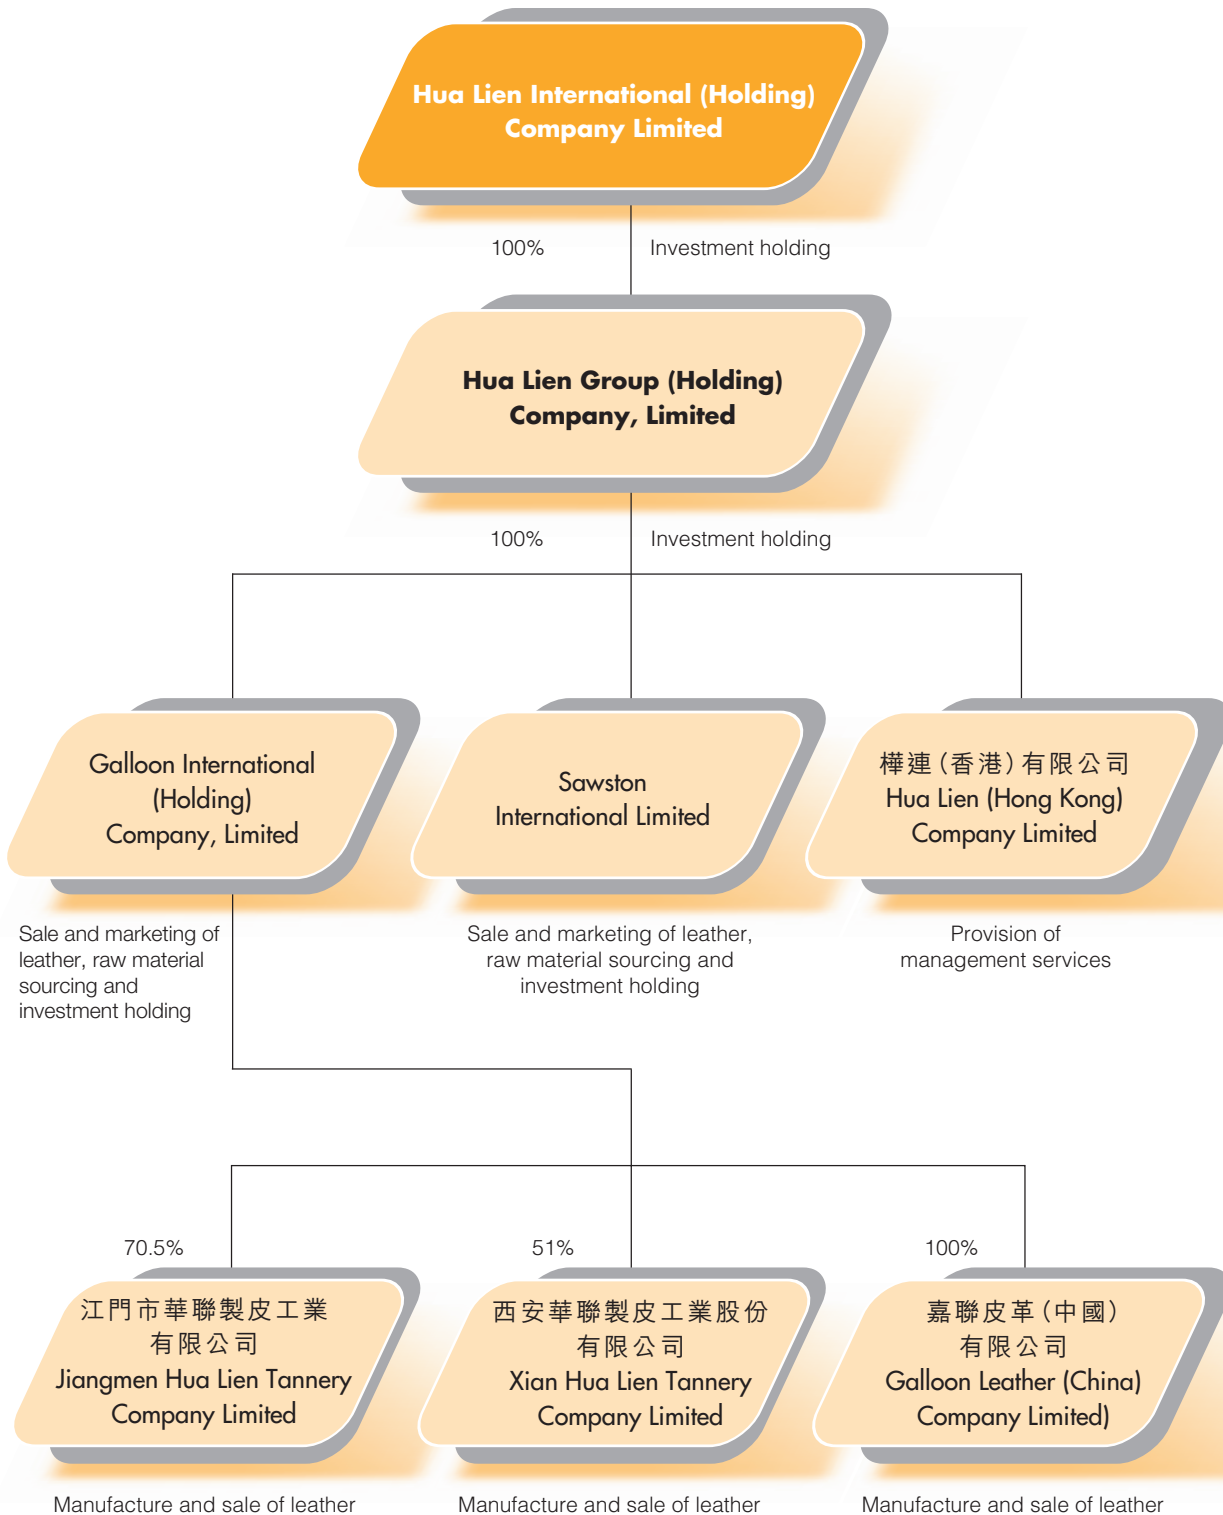 Hua Lien International (Holding)
Company Limited
100%
Investment holding
Hua Lien Group (Holding)
Company, Limited
100%
Investment holding
Galloon International
(Holding)
Company, Limited
Sawston
International Limited
樺連(香港)有限公司
Hua Lien (Hong Kong)
Company Limited
Sale and marketing of
leather, raw material
sourcing and
investment holding
Sale and marketing of leather,
raw material sourcing and
investment holding
Provision of
management services
70.5%
51%
100%
江門市華聯製皮工業
有限公司
Jiangmen Hua Lien Tannery
Company Limited
西安華聯製皮工業股份
有限公司
Xian Hua Lien Tannery
Company Limited
嘉聯皮革(中國)
有限公司
Galloon Leather (China)
Company Limited)
Manufacture and sale of leather
Manufacture and sale of leather
Manufacture and sale of leather